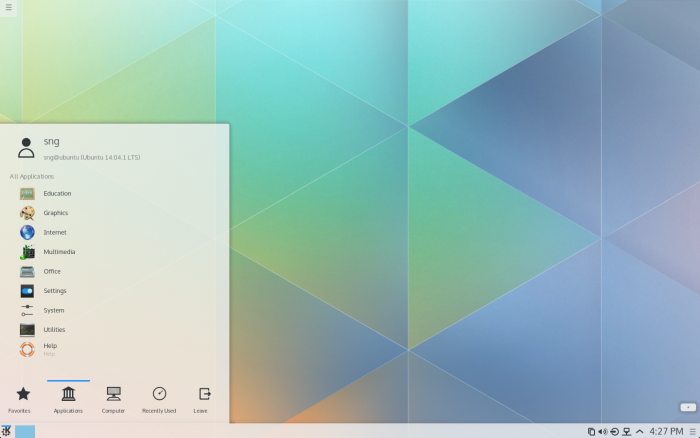 sng
sng@ubuntu (Ubuntu 14.04.1 LTS)
All Applications
Education
Graphics
Internet
Multimedia
Office
Settings
System
Utilities
Help
Help
Favorites
Applications
Computer
Recently Used
Leave
4:27 PM